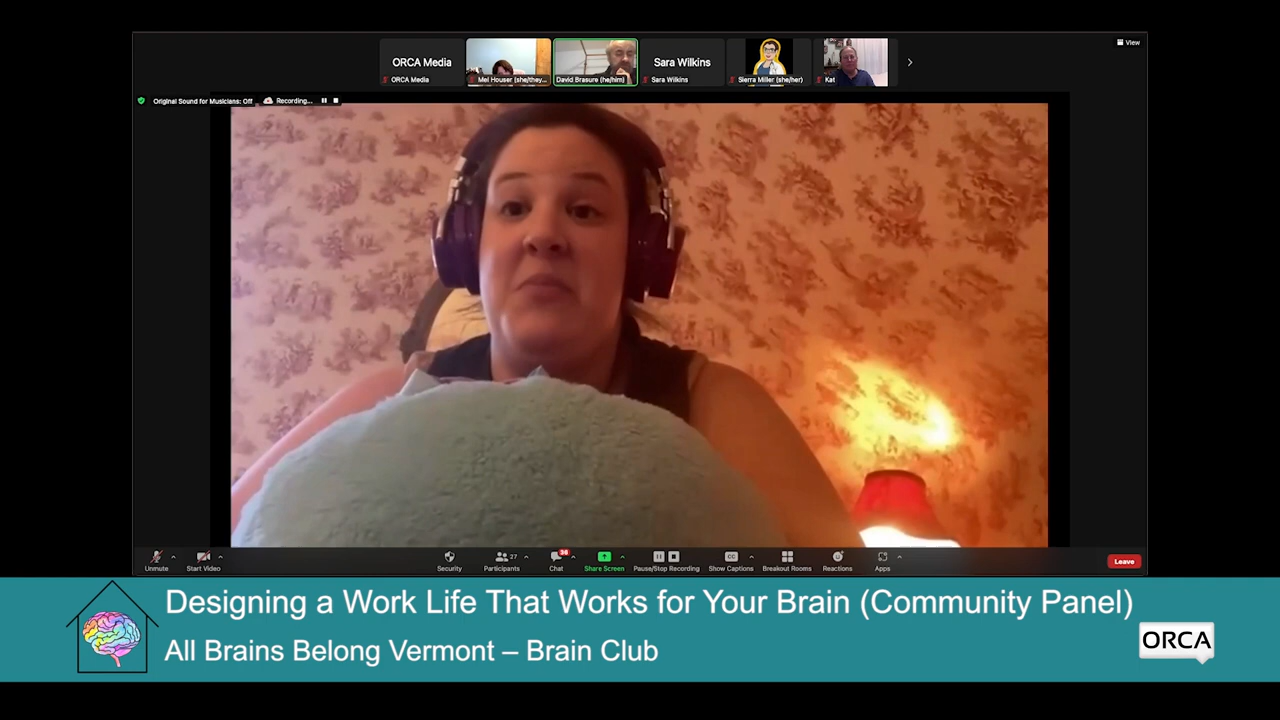 View
ORCA Media
ORCA Media
Mei Houser (she/they...
David Brasure (he/him)
Sara Wilkins
Sara Wilkins
Sierra Miller (she/her)
Kat
Original Sound for Musicians: Off
Recording...
Unmute
Start Video
Security
Participants
27
Chat
36
Share Screen
Pause/Stop Recording
CC
Show Captions
Breakout Rooms
Reactions
Apps
Leave
Designing a Work Life That Works for Your Brain (Community Panel)
All Brains Belong Vermont – Brain Club
ORCA